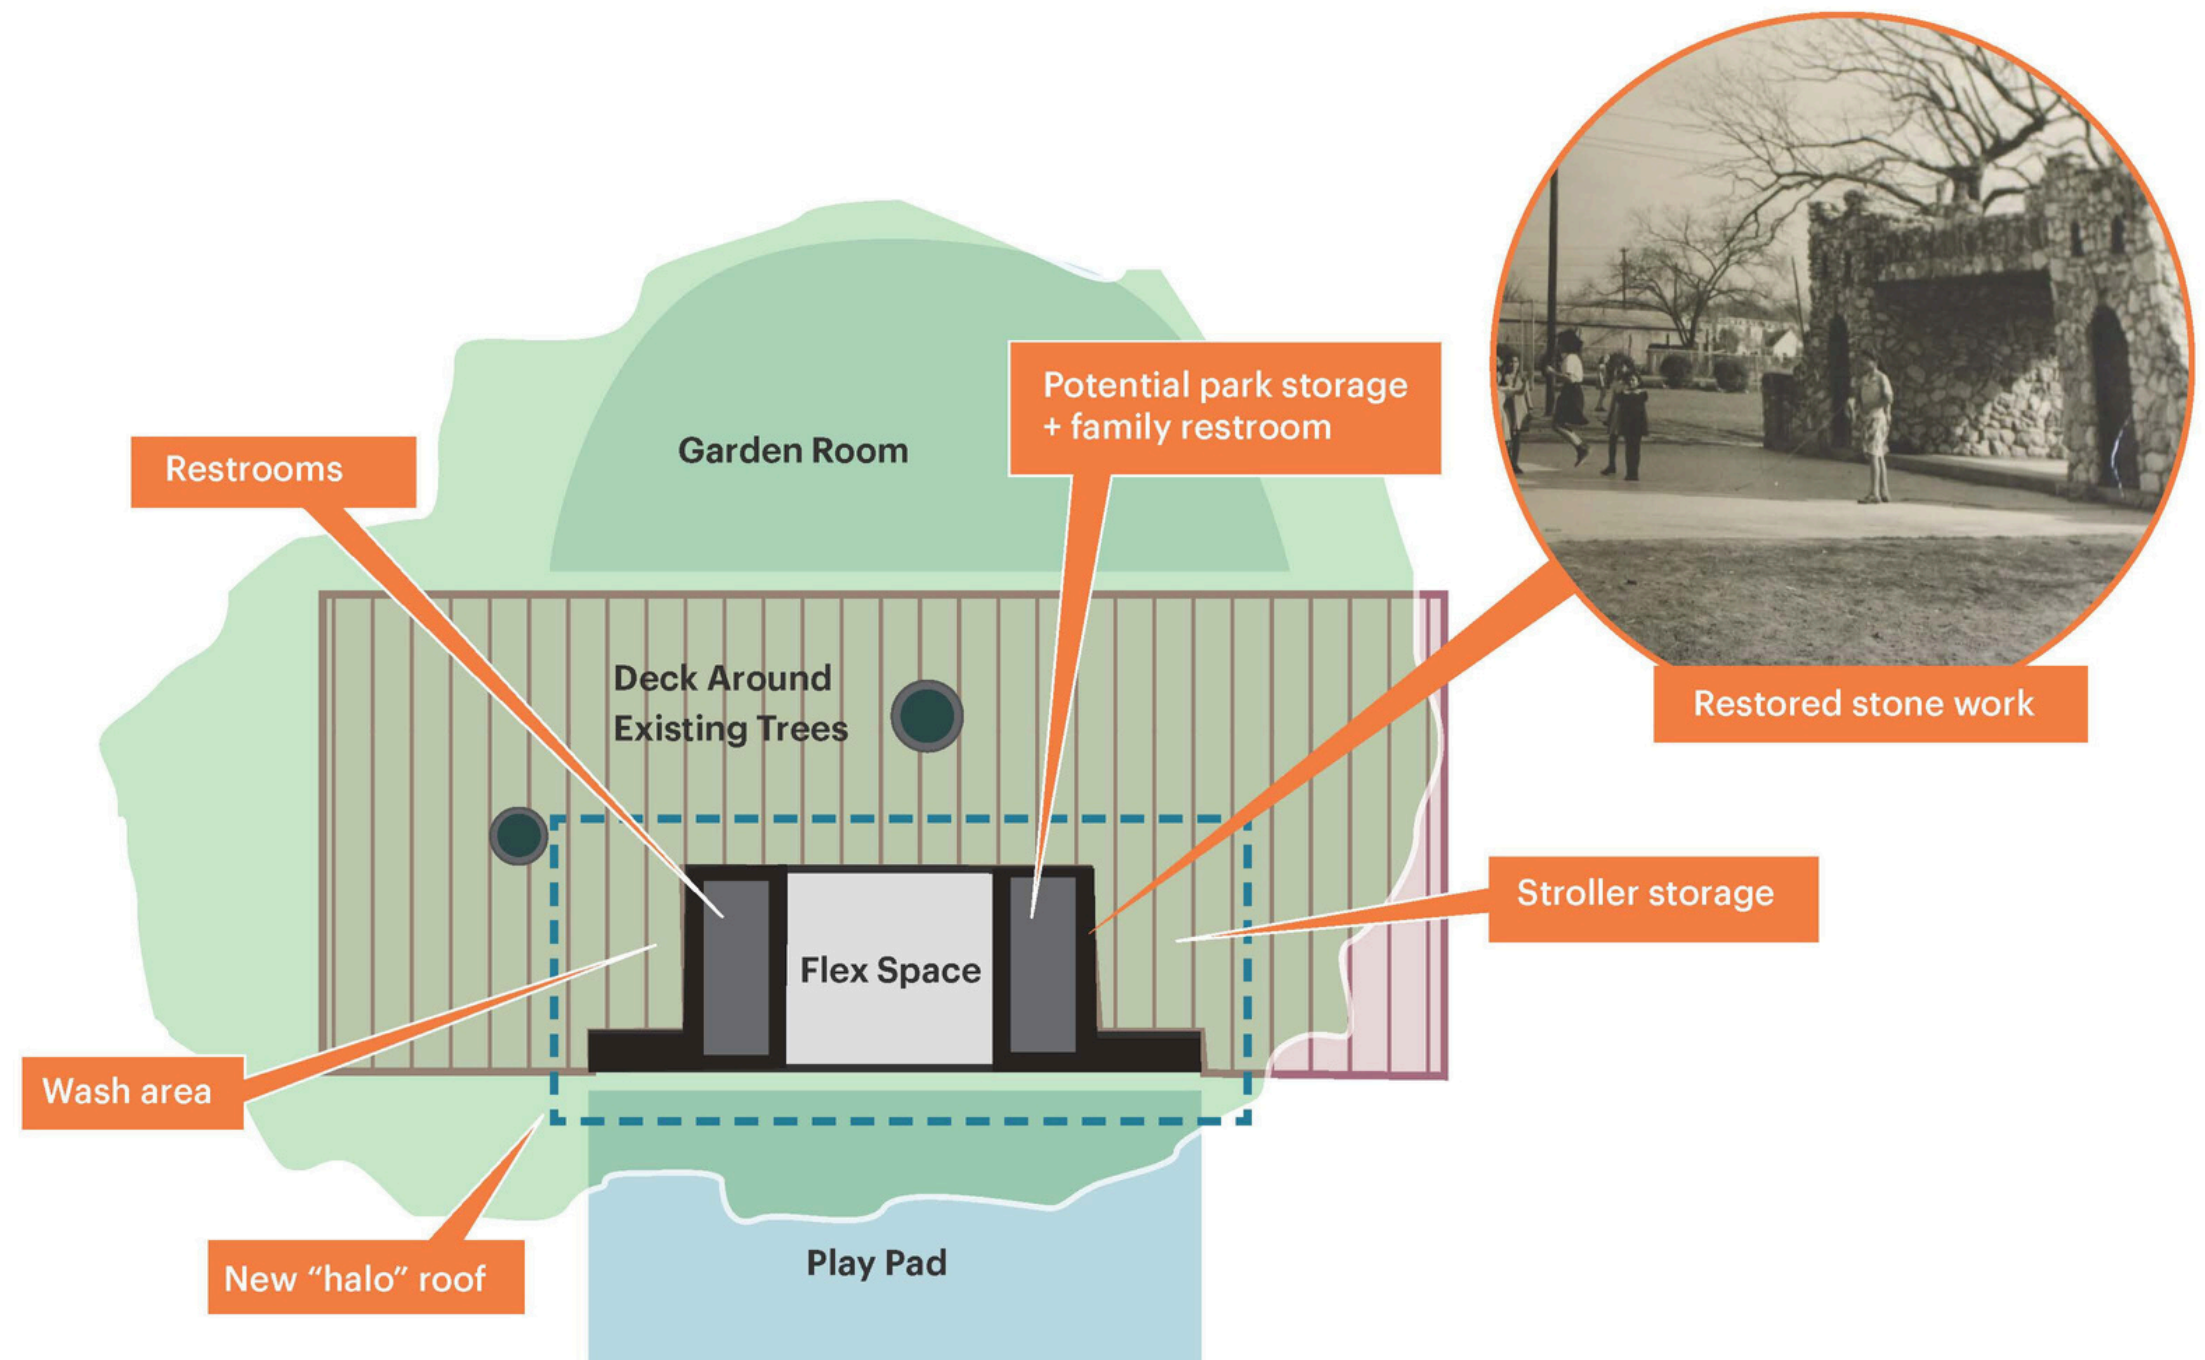 Garden Room
Potential park storage
+ family restroom
Restrooms
Deck Around
Existing Trees
Restored stone work
Stroller storage
Flex Space
Wash area
New “halo” roof
Play Pad